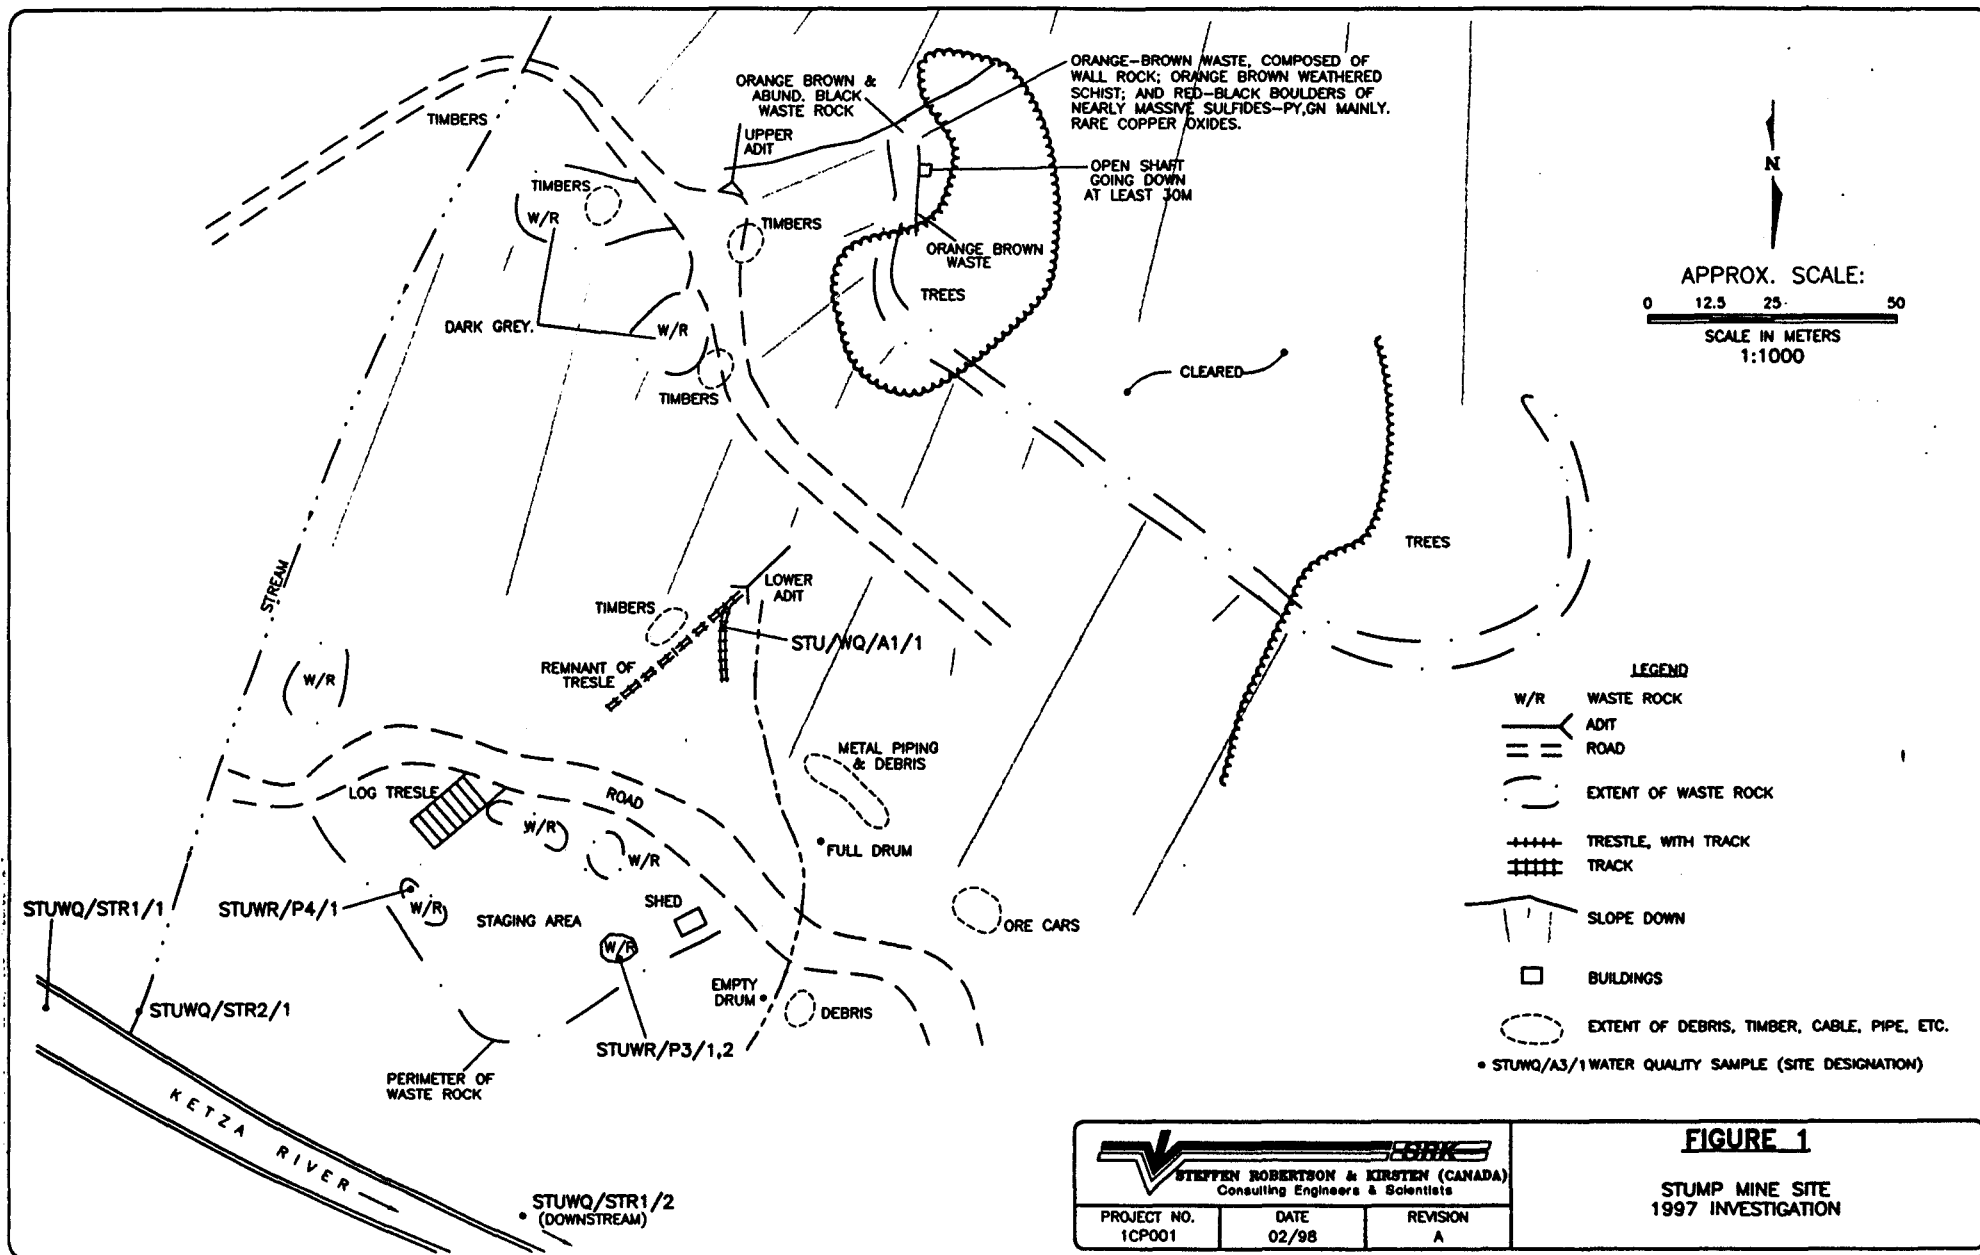 ORANGE BROWN &
ABUND. BLACK
WASTE ROCK
ORANGE-BROWN WASTE, COMPOSED OF
WALL ROCK; ORANGE BROWN WEATHERED
SCHIST; AND RED-BLACK BOULDERS OF
NEARLY MASSIVE SULFIDES-PY,GN MAINLY.
RARE COPPER OXIDES.
TIMBERS
UPPER
ADIT
OPEN SHAFT
GOING DOWN
AT LEAST 30M
N
TIMBERS
W/R
TIMBERS
ORANGE BROWN
WASTE
TREES
APPROX. SCALE:
0 12.5 25 50
SCALE IN METERS
1:1000
DARK GREY.
W/R
TIMBERS
CLEARED
TREES
STREAM
LOWER
ADIT
TIMBERS
STU/WQ/A1/1
REMNANT OF
TRESLE
W/R
LEGEND
W/R WASTE ROCK
ADIT
ROAD
EXTENT OF WASTE ROCK
TRESTLE, WITH TRACK
TRACK
SLOPE DOWN
BUILDINGS
EXTENT OF DEBRIS, TIMBER, CABLE, PIPE, ETC.
STUWQ/A3/1 WATER QUALITY SAMPLE (SITE DESIGNATION)
METAL PIPING
& DEBRIS
LOG TRESLE
ROAD
W/R
W/R
FULL DRUM
STUWQ/STR1/1
STUWR/P4/1
W/R
STAGING AREA
SHED
ORE CARS
W/R
EMPTY
DRUM
DEBRIS
STUWQ/STR2/1
STUWR/P3/1,2
PERIMETER OF
WASTE ROCK
KETZA RIVER
STUWQ/STR1/2
(DOWNSTREAM)
SRK
STEFFEN ROBERTSON & KIRSTEN (CANADA)
Consulting Engineers & Scientists
PROJECT NO.
1CP001
DATE
02/98
REVISION
A
FIGURE 1
STUMP MINE SITE
1997 INVESTIGATION